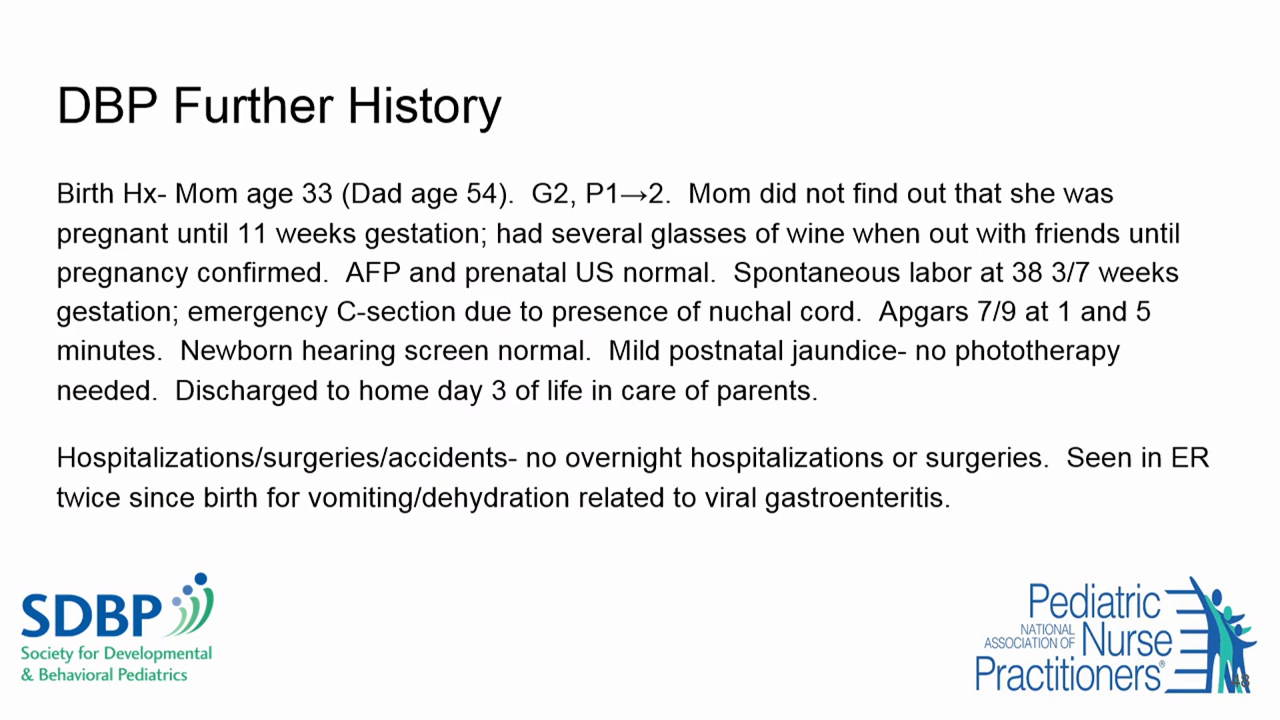 DBP Further History
Birth Hx- Mom age 33 (Dad age 54).  G2, P1→2.  Mom did not find out that she was
pregnant until 11 weeks gestation; had several glasses of wine when out with friends until
pregnancy confirmed.  AFP and prenatal US normal.  Spontaneous labor at 38 3/7 weeks
gestation; emergency C-section due to presence of nuchal cord.  Apgars 7/9 at 1 and 5
minutes.  Newborn hearing screen normal.  Mild postnatal jaundice- no phototherapy
needed.  Discharged to home day 3 of life in care of parents.
Hospitalizations/surgeries/accidents- no overnight hospitalizations or surgeries.  Seen in ER
twice since birth for vomiting/dehydration related to viral gastroenteritis.
SDBP
Society for Developmental
& Behavioral Pediatrics
Pediatric
NATIONAL
ASSOCIATION OF
Nurse
Practitioners®
48